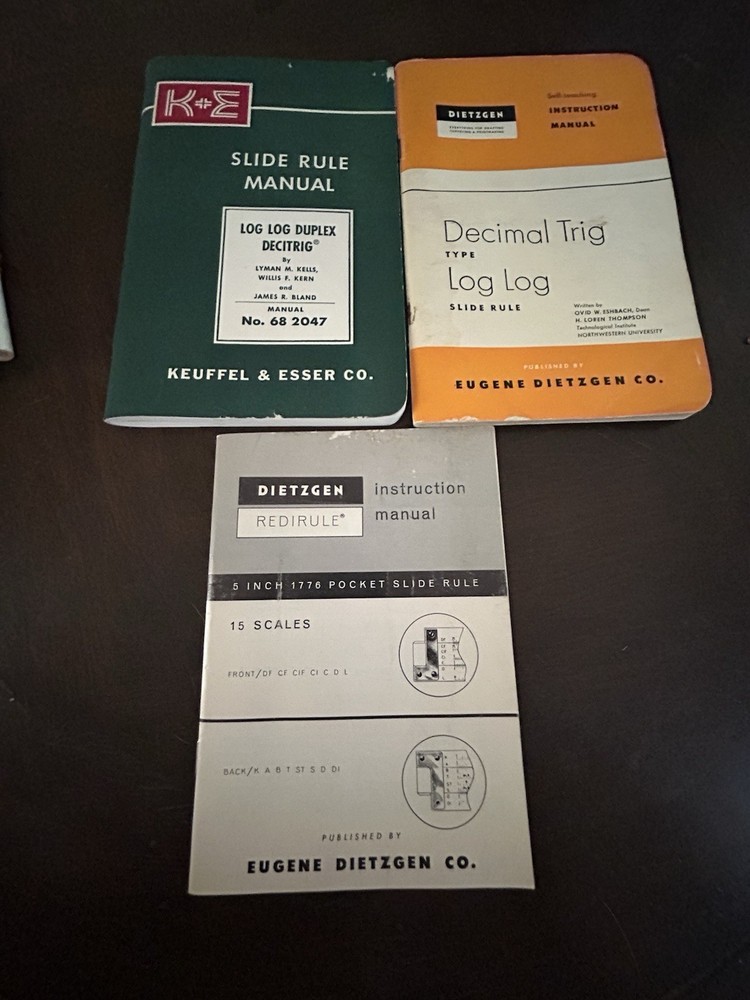 K+E
SLIDE RULE
MANUAL
LOG LOG DUPLEX
DECITRIG®
By
LYMAN M. KELLS,
WILLIS F. KERN
and
JAMES R. BLAND
MANUAL
No. 68 2047
KEUFFEL & ESSER CO.
Self-teaching
DIETZGEN
INSTRUCTION
MANUAL
Decimal Trig
TYPE
Log Log
SLIDE RULE
Written by
OVID W. ESHBACH, Dean
H. LOREN THOMPSON
Technological Institute
NORTHWESTERN UNIVERSITY
PUBLISHED BY
EUGENE DIETZGEN CO.
DIETZGEN
REDIRULE®
instruction
manual
5 INCH 1776 POCKET SLIDE RULE
15 SCALES
FRONT/DF CF CIF CI C D L
BACK/K A B T ST S D DI
PUBLISHED BY
EUGENE DIETZGEN CO.